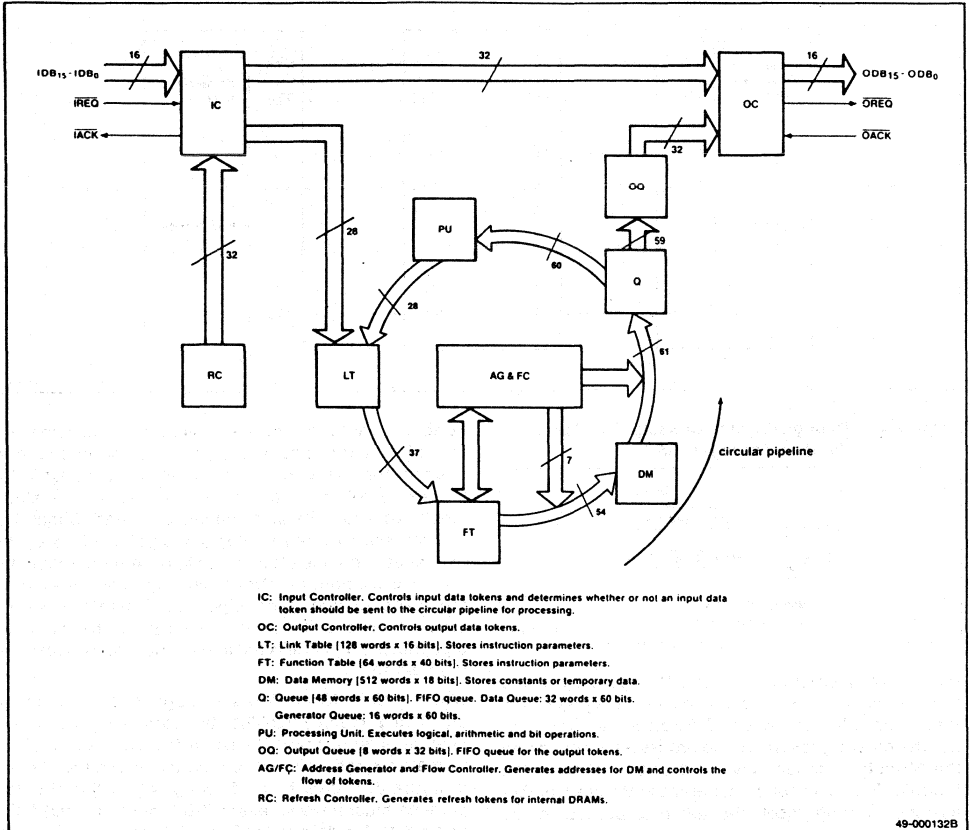 16
32
16
IDB₁₅-IDB₀
IC
OC
ODB₁₅-ODB₀
IREQ
OREQ
IACK
OACK
32
OQ
28
PU
59
32
60
Q
28
61
RC
LT
AG & FC
circular pipeline
37
7
DM
54
FT
IC: Input Controller. Controls input data tokens and determines whether or not an input data
token should be sent to the circular pipeline for processing.
OC: Output Controller. Controls output data tokens.
LT: Link Table [128 words x 16 bits]. Stores instruction parameters.
FT: Function Table [64 words x 40 bits]. Stores instruction parameters.
DM: Data Memory [512 words x 18 bits]. Stores constants or temporary data.
Q: Queue [48 words x 60 bits]. FIFO queue. Data Queue: 32 words x 60 bits.
Generator Queue: 16 words x 60 bits.
PU: Processing Unit. Executes logical, arithmetic and bit operations.
OQ: Output Queue [8 words x 32 bits]. FIFO queue for the output tokens.
AG/FC: Address Generator and Flow Controller. Generates addresses for DM and controls the
flow of tokens.
RC: Refresh Controller. Generates refresh tokens for internal DRAMs.
49-000132B